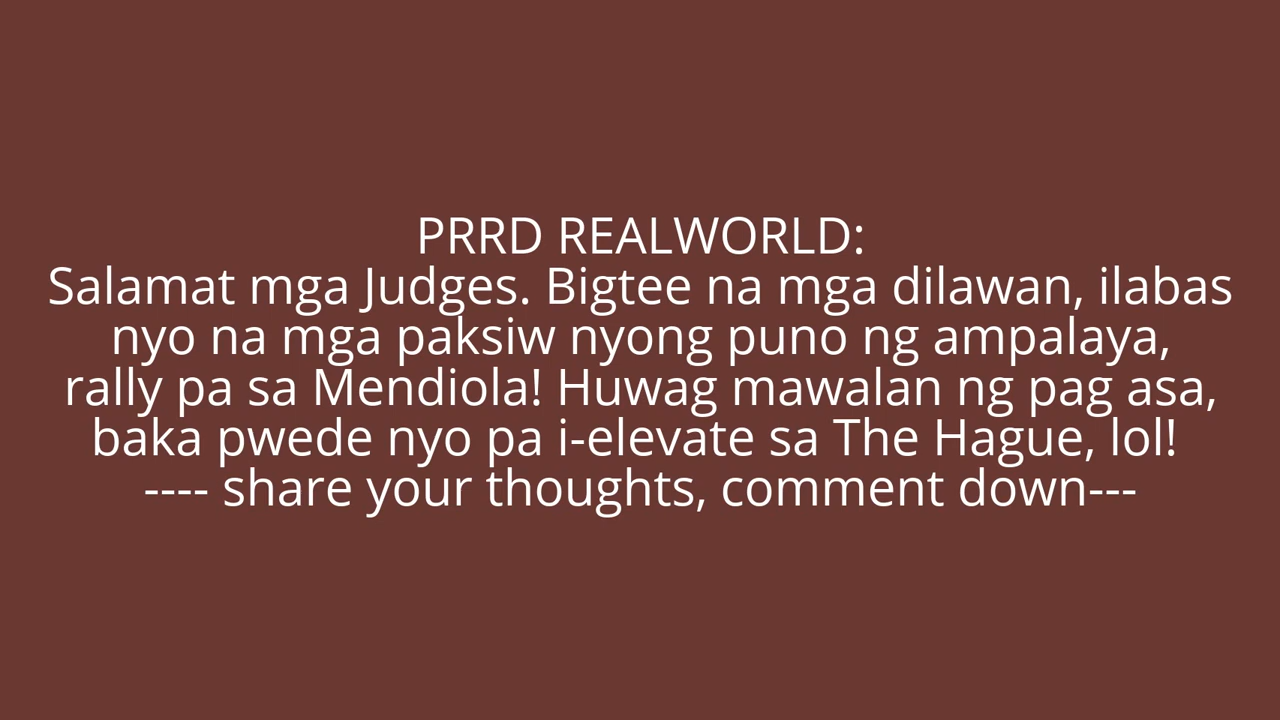 PRRD REALWORLD:
Salamat mga Judges. Bigtee na mga dilawan, ilabas
nyo na mga paksiw nyong puno ng ampalaya,
rally pa sa Mendiola! Huwag mawalan ng pag asa,
baka pwede nyo pa i-elevate sa The Hague, lol!
---- share your thoughts, comment down---